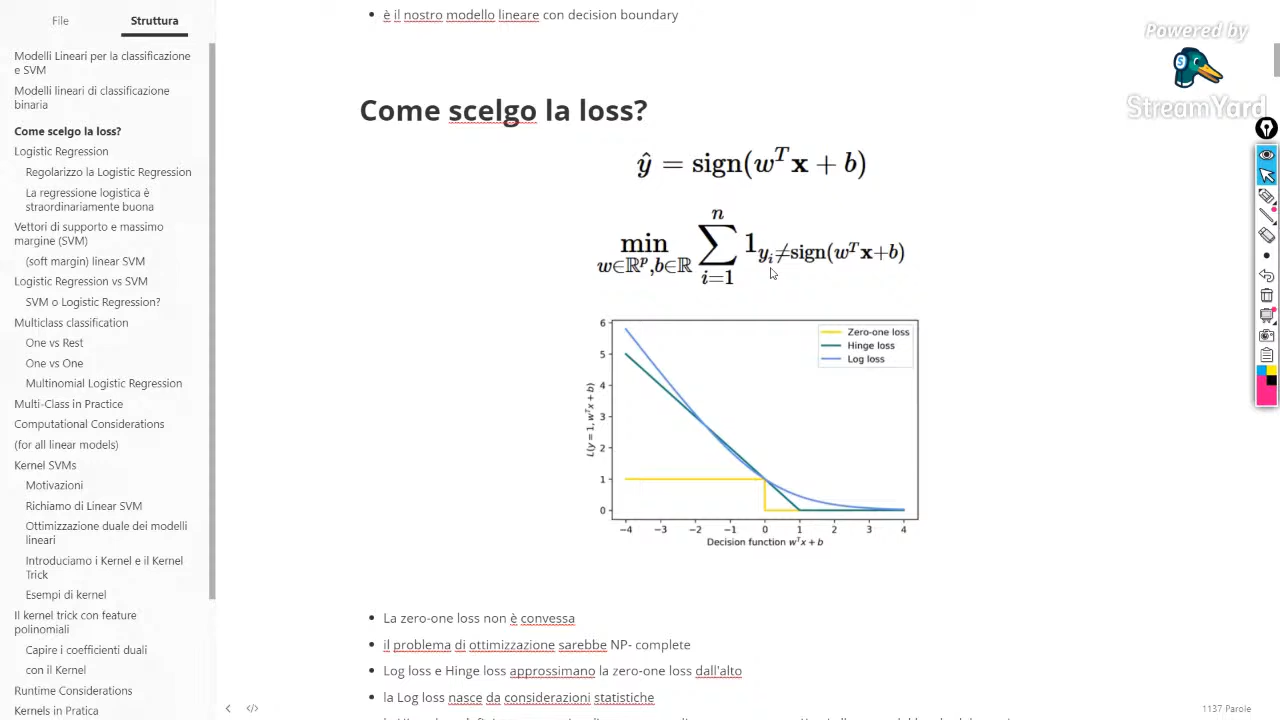 File
Struttura
Modelli Lineari per la classificazione
e SVM
Modelli lineari di classificazione
binaria
Come scelgo la loss?
Logistic Regression
Regolarizzo la Logistic Regression
La regressione logistica è
straordinariamente buona
Vettori di supporto e massimo
margine (SVM)
(soft margin) linear SVM
Logistic Regression vs SVM
SVM o Logistic Regression?
Multiclass classification
One vs Rest
One vs One
Multinomial Logistic Regression
Multi-Class in Practice
Computational Considerations
(for all linear models)
Kernel SVMs
Motivazioni
Richiamo di Linear SVM
Ottimizzazione duale dei modelli
lineari
Introduciamo i Kernel e il Kernel
Trick
Esempi di kernel
Il kernel trick con feature
polinomiali
Capire i coefficienti duali
con il Kernel
Runtime Considerations
Kernels in Pratica
è il nostro modello lineare con decision boundary
Come scelgo la loss?
ŷ = sign(w^T x + b)
min_{w∈ℝ^p, b∈ℝ} ∑_{i=1}^{n} 1_{y_i≠sign(w^T x+b)}
Zero-one loss
Hinge loss
Log loss
L(y = 1, w^T x + b)
6
5
4
3
2
1
0
−4 −3 −2 −1 0 1 2 3 4
Decision function w^T x + b
La zero-one loss non è convessa
il problema di ottimizzazione sarebbe NP- complete
Log loss e Hinge loss approssimano la zero-one loss dall'alto
la Log loss nasce da considerazioni statistiche
Powered by
StreamYard
1137 Parole